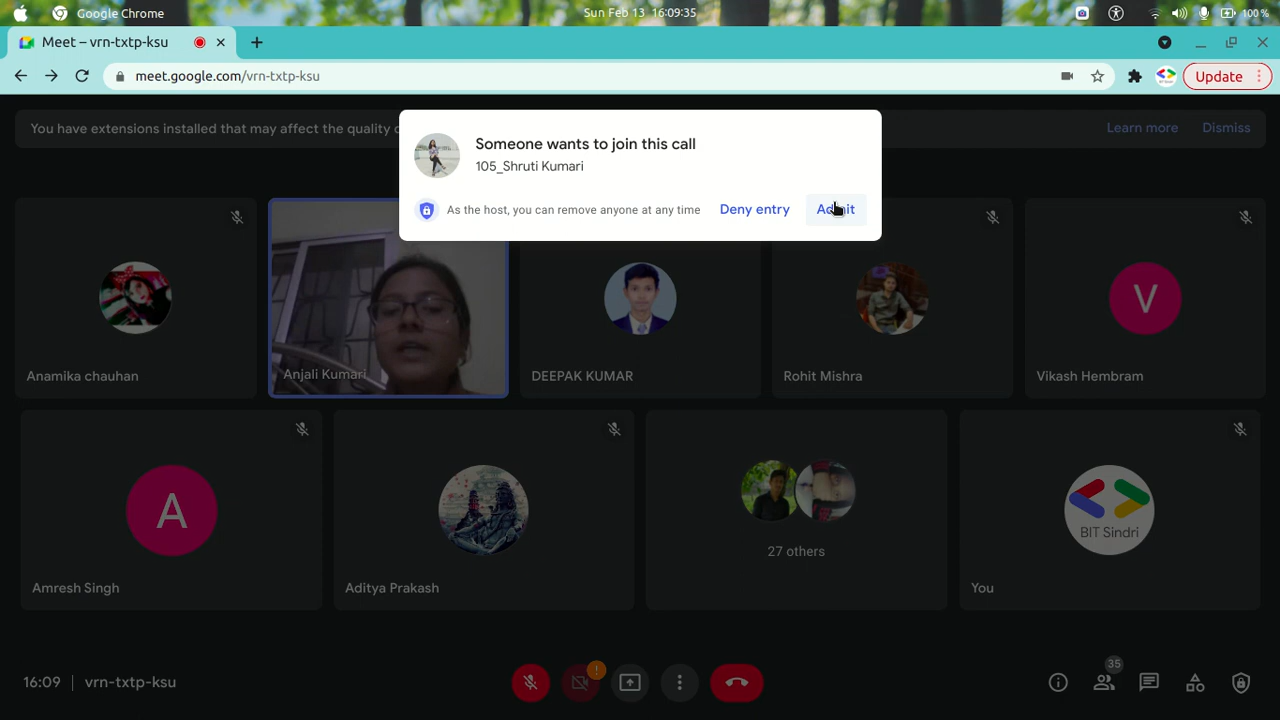 Google Chrome
Sun Feb 13 16:09:35
100 %
Meet – vrn-txtp-ksu
meet.google.com/vrn-txtp-ksu
Update
You have extensions installed that may affect the quality
Learn more
Dismiss
Someone wants to join this call
105_Shruti Kumari
As the host, you can remove anyone at any time
Deny entry
Admit
V
Anamika chauhan
Anjali Kumari
DEEPAK KUMAR
Rohit Mishra
Vikash Hembram
A
BIT Sindri
27 others
Amresh Singh
Aditya Prakash
You
16:09 | vrn-txtp-ksu
!
35